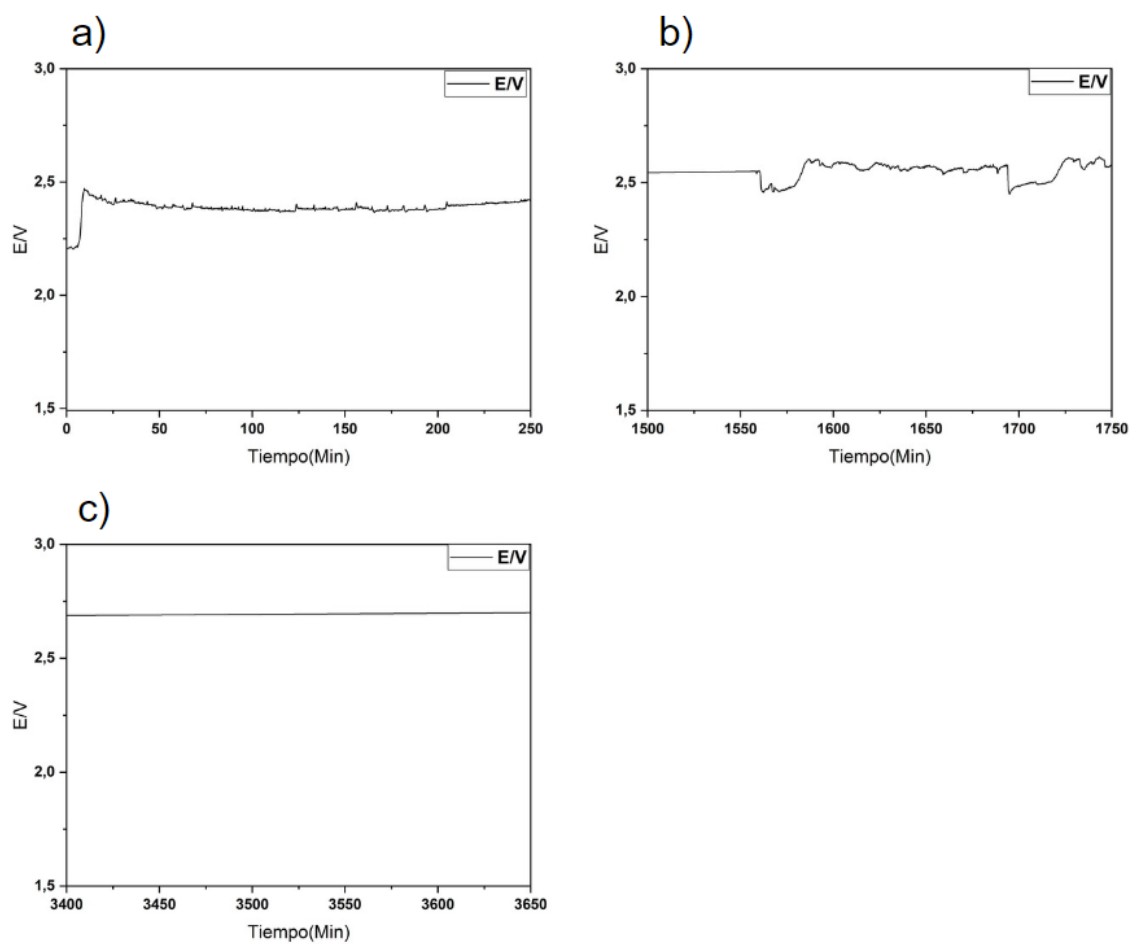 a)
3,0
2,5
2,0
1,5
E/V
E/V
0 50 100 150 200 250
Tiempo(Min)
b)
3,0
2,5
2,0
1,5
E/V
E/V
1500 1550 1600 1650 1700 1750
Tiempo(Min)
c)
3,0
2,5
2,0
1,5
E/V
E/V
3400 3450 3500 3550 3600 3650
Tiempo(Min)